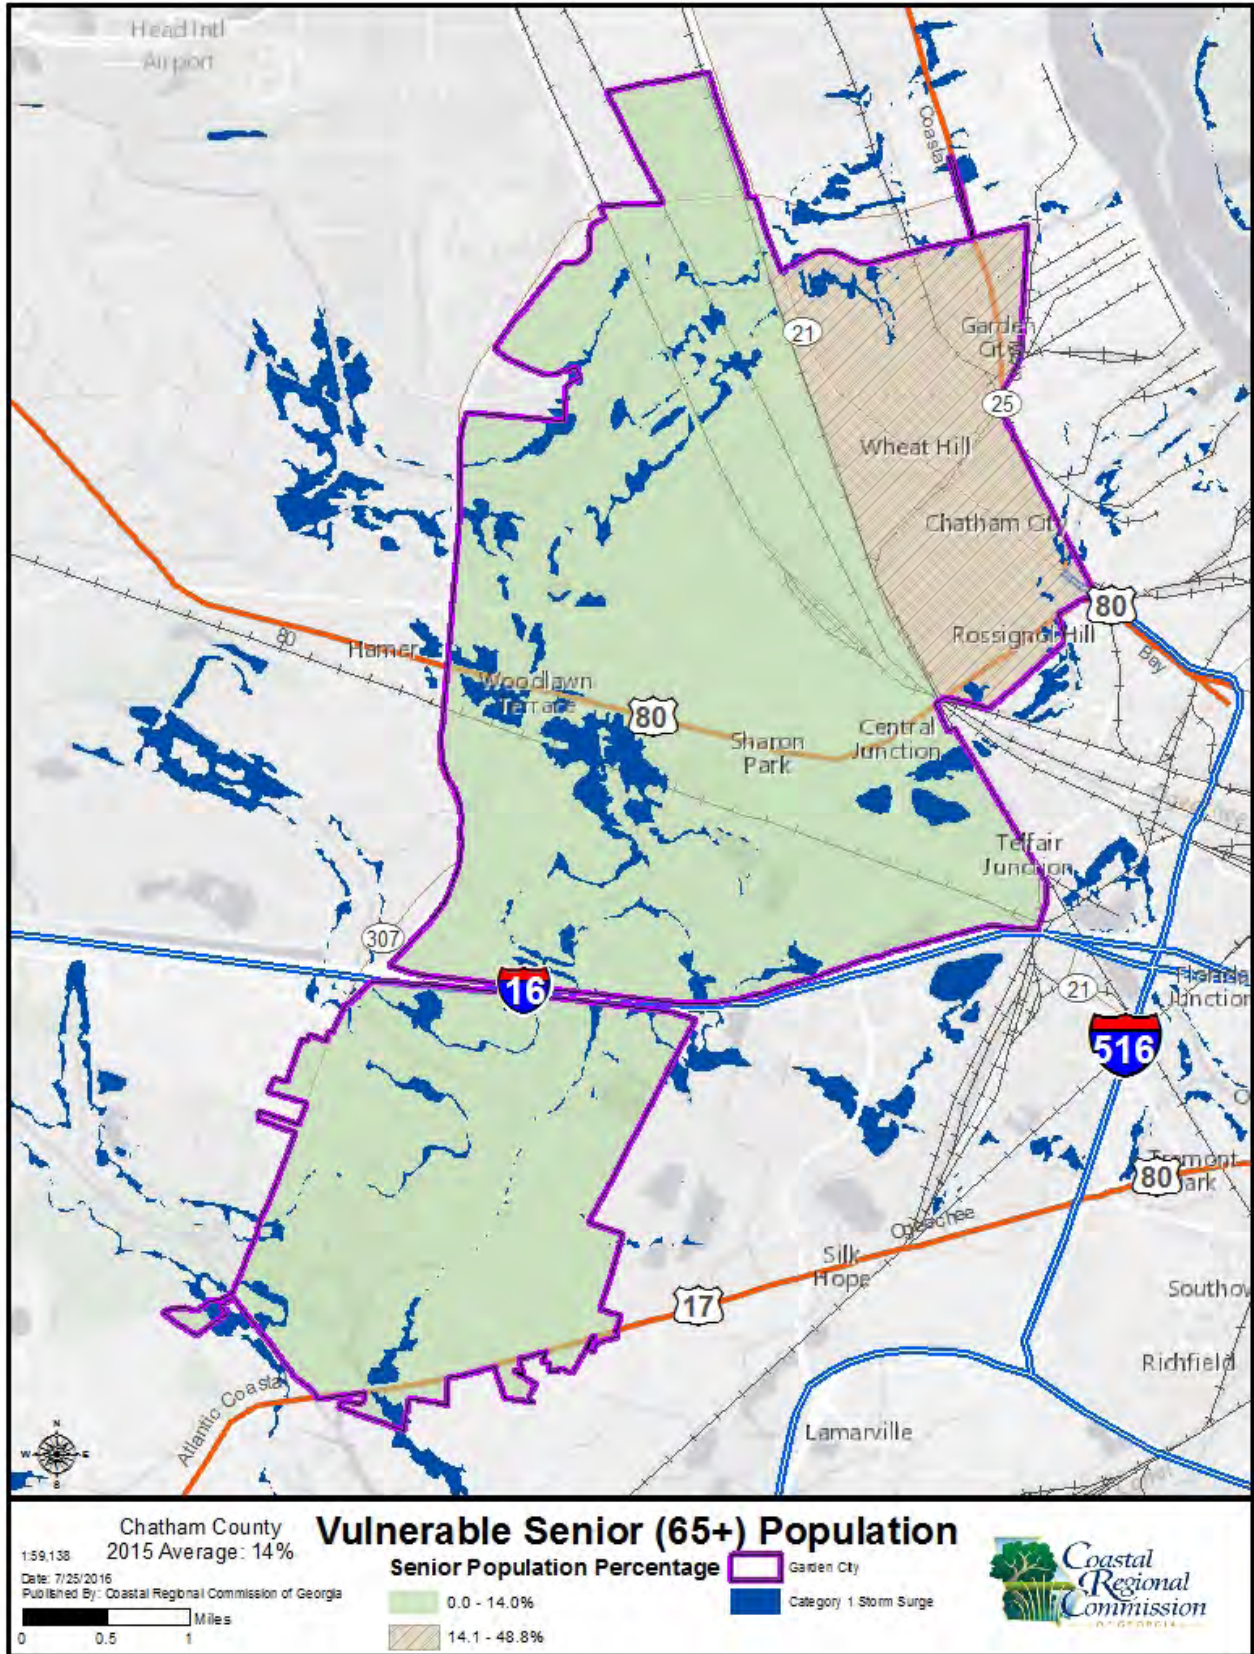 Head Intl
Airport
Coastal
21
Garden
City
25
Wheat Hill
Chatham City
80
Rossignol Hill
Bay
80
Hamer
Woodlawn
Terrace
80
Sharon
Park
Central
Junction
Telfair
Junction
307
16
21
Junction
516
80
Ogeechee
Silk
Hope
17
Richfield
Atlantic Coastal
Lamarville
N
W
E
S
Chatham County
2015 Average: 14%
1:59,138
Date: 7/25/2016
Published By: Coastal Regional Commission of Georgia
Miles
0 0.5 1
Vulnerable Senior (65+) Population
Senior Population Percentage
0.0 - 14.0%
14.1 - 48.8%
Garden City
Category 1 Storm Surge
Coastal
Regional
Commission
OF GEORGIA